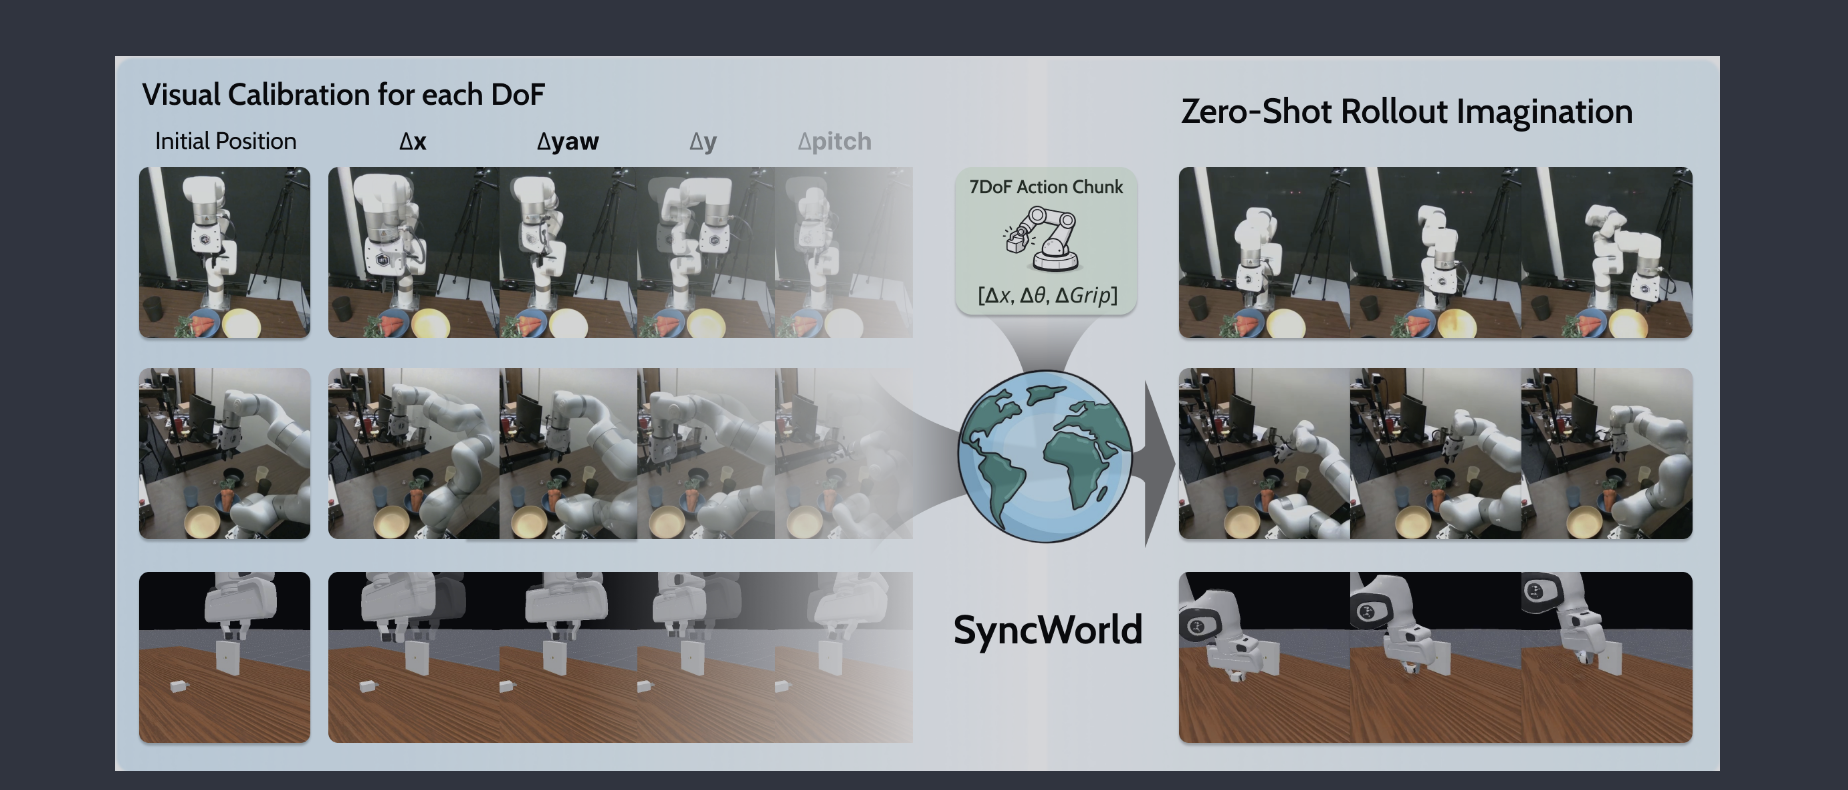 Visual Calibration for each DoF
Initial Position
Δx
Δyaw
Δy
Δpitch
7DoF Action Chunk
[Δx, Δθ, ΔGrip]
SyncWorld
Zero-Shot Rollout Imagination